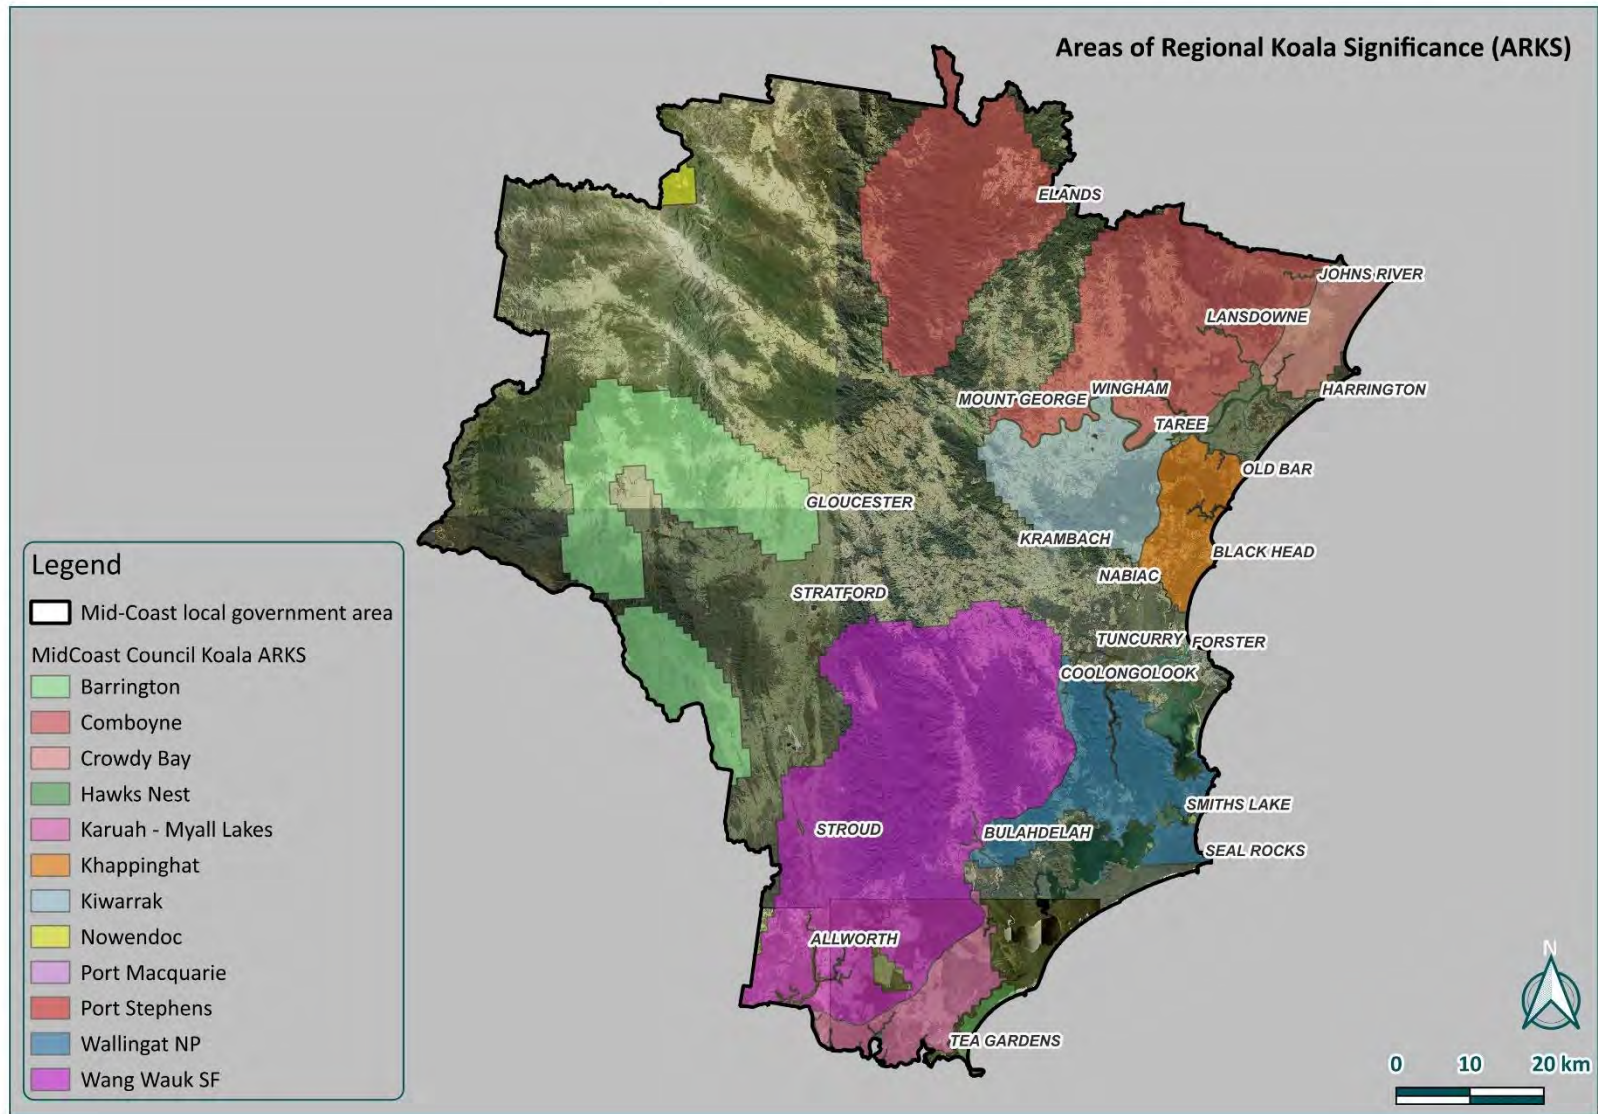 Areas of Regional Koala Significance (ARKS)
ELANDS
JOHNS RIVER
LANSDOWNE
WINGHAM
HARRINGTON
MOUNT GEORGE
TAREE
OLD BAR
GLOUCESTER
KRAMBACH
BLACK HEAD
NABIAC
STRATFORD
TUNCURRY
FORSTER
COOLONGOLOOK
SMITHS LAKE
STROUD
BULAHDELAH
SEAL ROCKS
ALLWORTH
TEA GARDENS
Legend
Mid-Coast local government area
MidCoast Council Koala ARKS
Barrington
Comboyne
Crowdy Bay
Hawks Nest
Karuah - Myall Lakes
Khappinghat
Kiwarrak
Nowendoc
Port Macquarie
Port Stephens
Wallingat NP
Wang Wauk SF
N
0 10 20 km